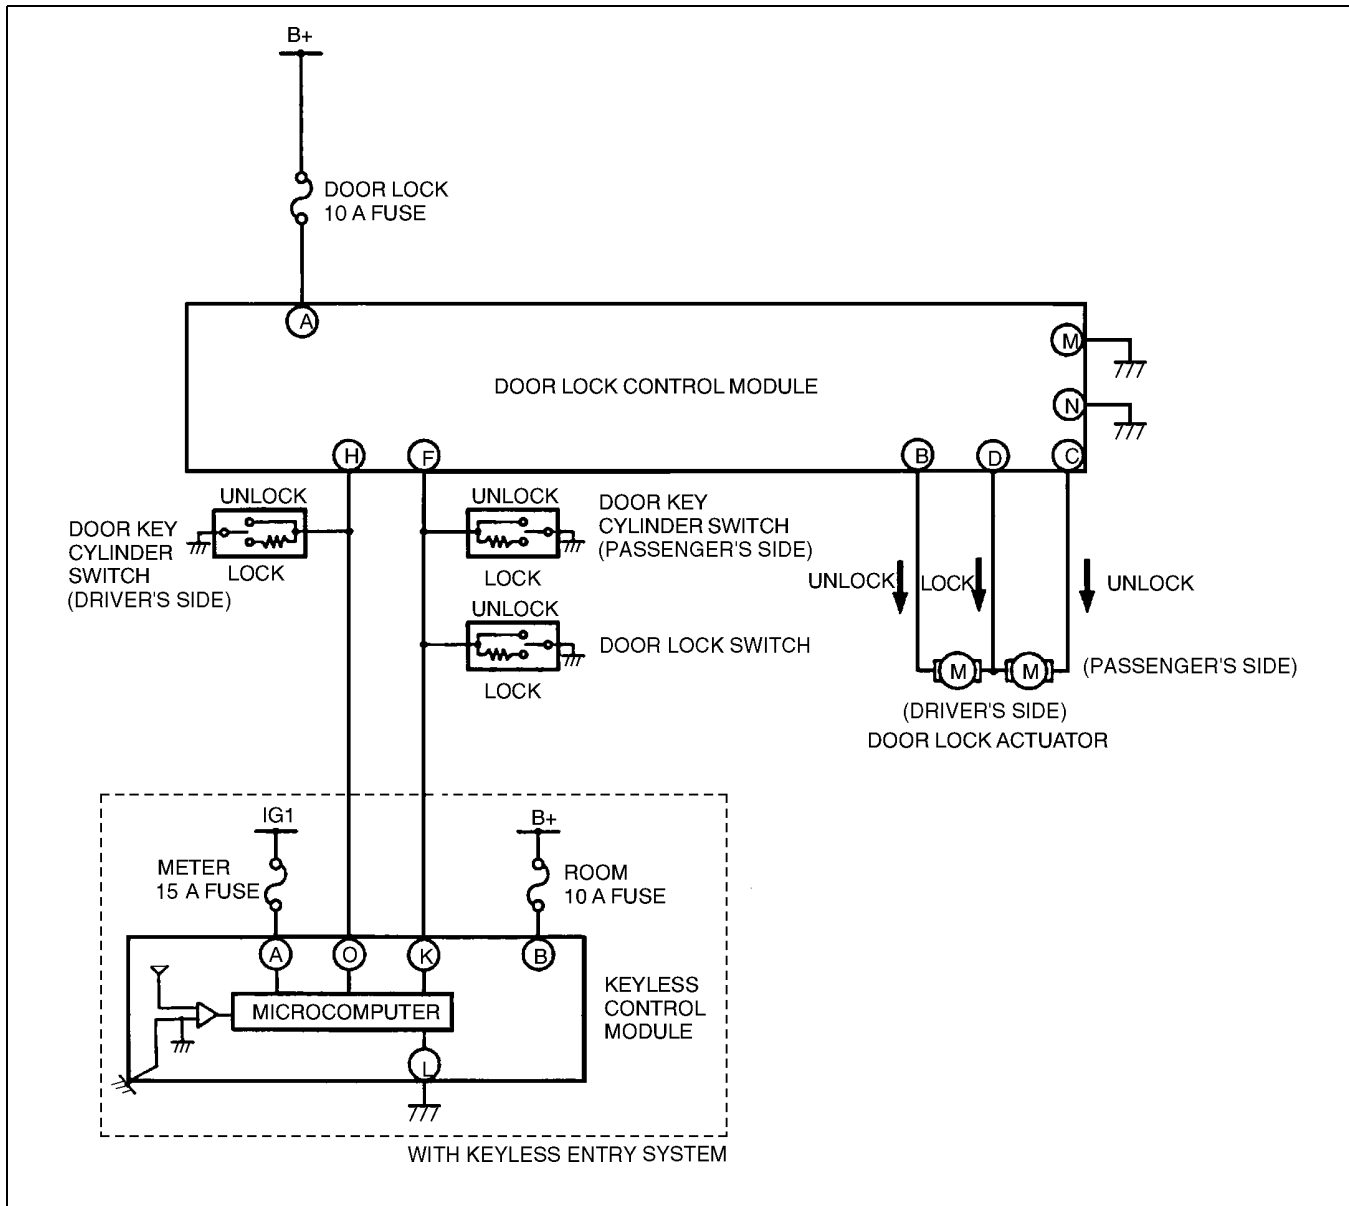 B+
DOOR LOCK
10 A FUSE
A
M
DOOR LOCK CONTROL MODULE
N
H
F
B
D
C
UNLOCK
DOOR KEY
CYLINDER
SWITCH
(DRIVER'S SIDE)
LOCK
UNLOCK
DOOR KEY
CYLINDER SWITCH
(PASSENGER'S SIDE)
LOCK
UNLOCK
DOOR LOCK SWITCH
LOCK
UNLOCK
LOCK
UNLOCK
M
M
(PASSENGER'S SIDE)
(DRIVER'S SIDE)
DOOR LOCK ACTUATOR
IG1
METER
15 A FUSE
B+
ROOM
10 A FUSE
A
O
K
B
MICROCOMPUTER
KEYLESS
CONTROL
MODULE
L
WITH KEYLESS ENTRY SYSTEM